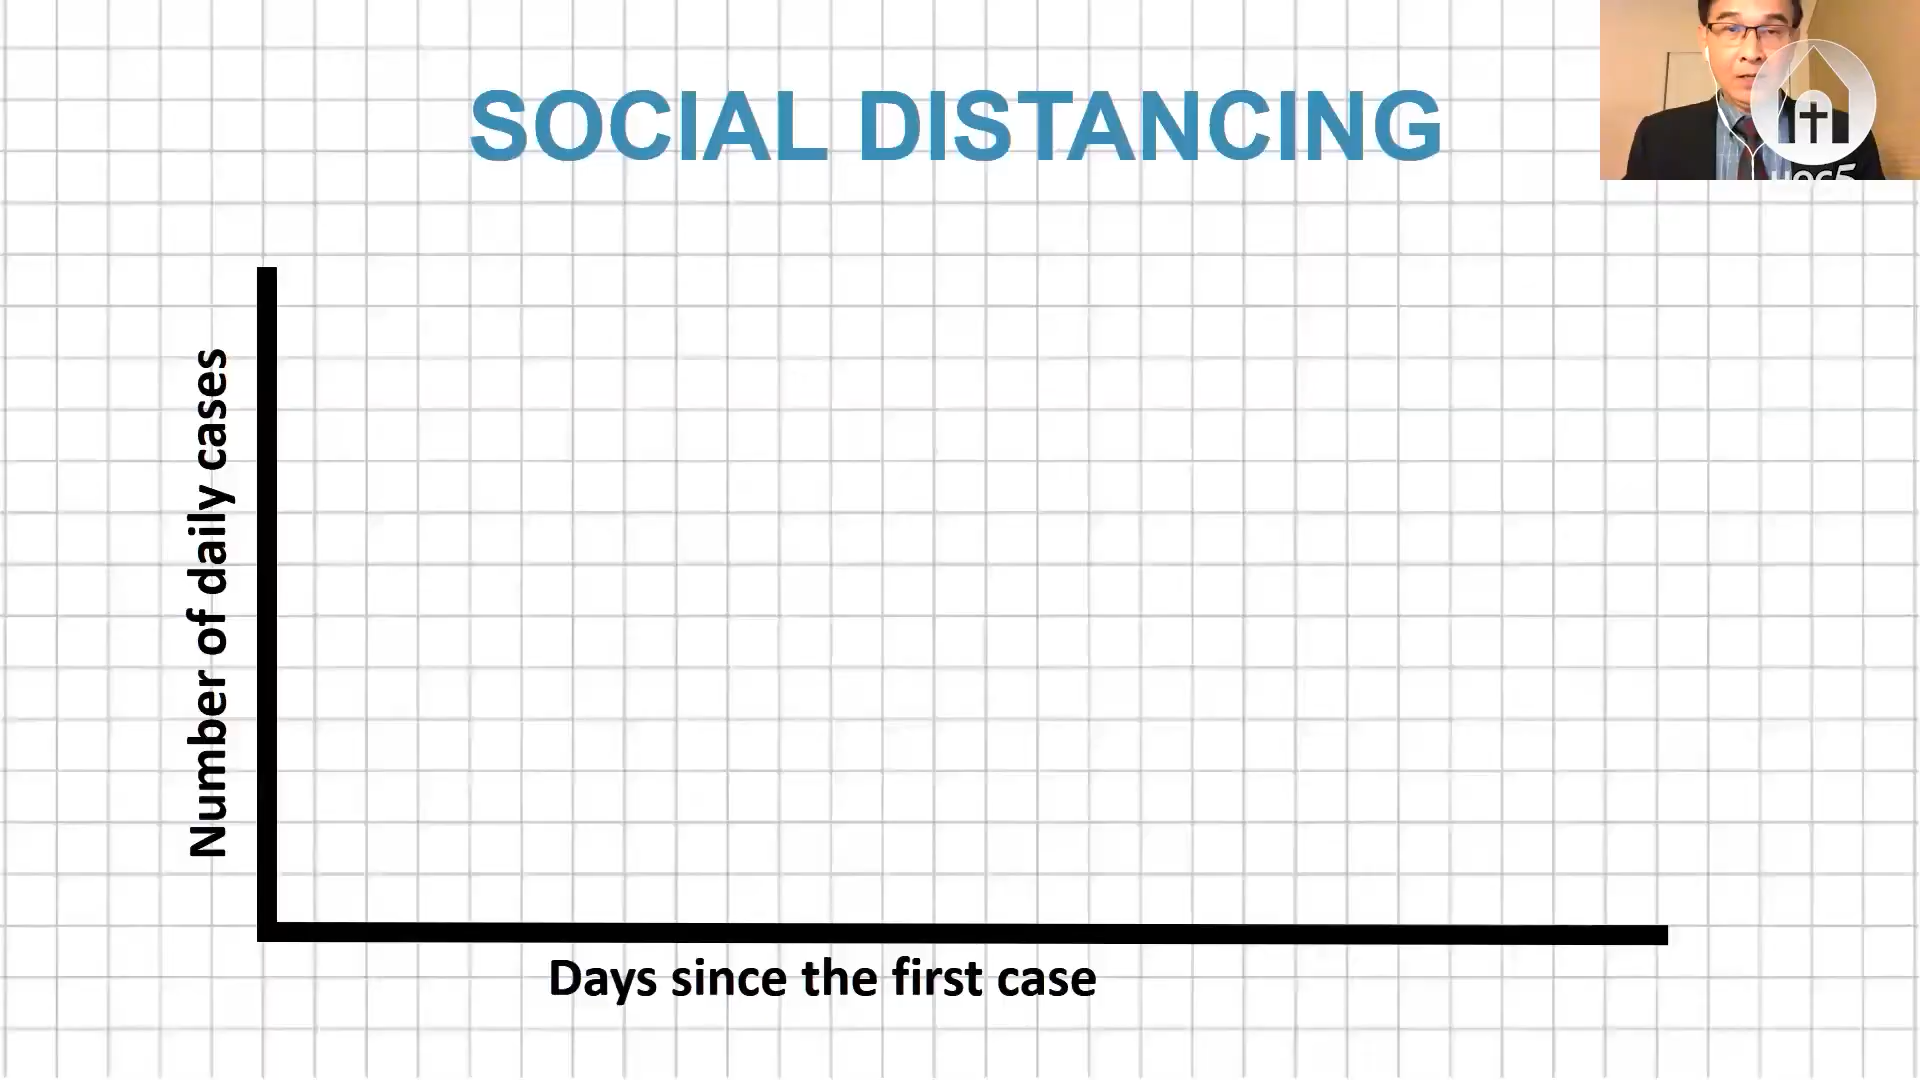 SOCIAL DISTANCING
Number of daily cases
Days since the first case